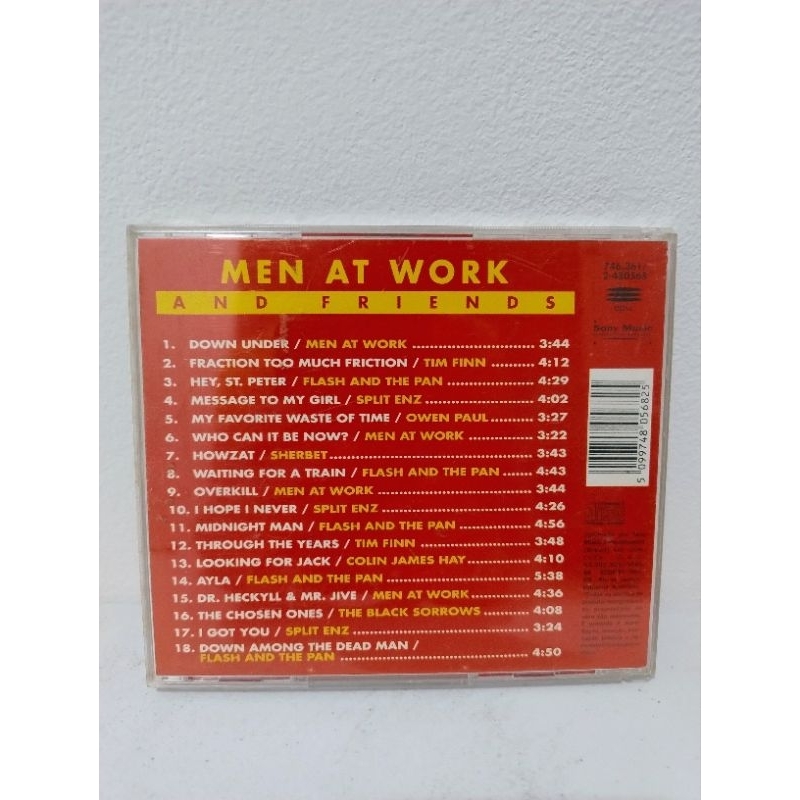 MEN AT WORK
AND FRIENDS
Sony Music
1. DOWN UNDER / MEN AT WORK ........ 3:44
2. FRACTION TOO MUCH FRICTION / TIM FINN ........ 4:12
3. HEY, ST. PETER / FLASH AND THE PAN ........ 4:29
4. MESSAGE TO MY GIRL / SPLIT ENZ ........ 4:02
5. MY FAVORITE WASTE OF TIME / OWEN PAUL ........ 3:27
6. WHO CAN IT BE NOW? / MEN AT WORK ........ 3:22
7. HOWZAT / SHERBET ........ 3:43
8. WAITING FOR A TRAIN / FLASH AND THE PAN ........ 4:43
9. OVERKILL / MEN AT WORK ........ 3:44
10. I HOPE I NEVER / SPLIT ENZ ........ 4:26
11. MIDNIGHT MAN / FLASH AND THE PAN ........ 4:56
12. THROUGH THE YEARS / TIM FINN ........ 3:48
13. LOOKING FOR JACK / COLIN JAMES HAY ........ 4:10
14. AYLA / FLASH AND THE PAN ........ 5:38
15. DR. HECKYLL & MR. JIVE / MEN AT WORK ........ 4:36
16. THE CHOSEN ONES / THE BLACK SORROWS ........ 4:08
17. I GOT YOU / SPLIT ENZ ........ 3:24
18. DOWN AMONG THE DEAD MAN /
FLASH AND THE PAN ........ 4:50
5 099748 056825